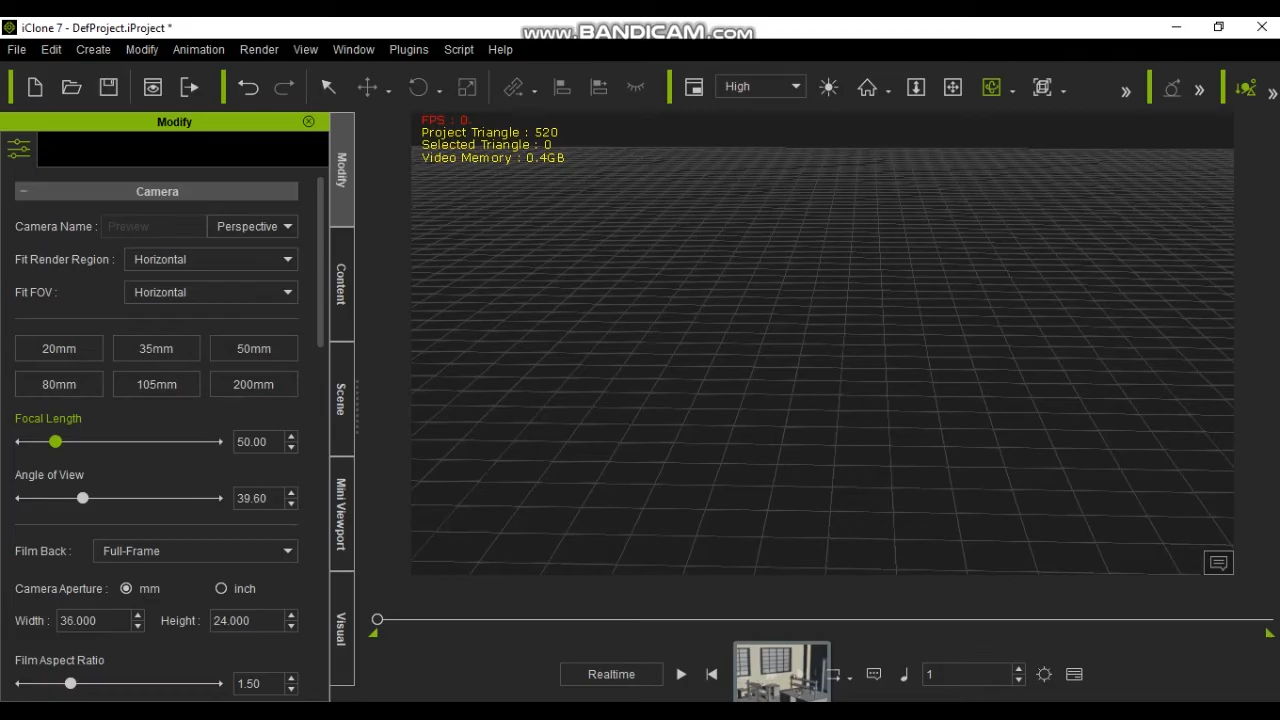 iClone 7 - DefProject.iProject *
www.BANDICAM.com
File Edit Create Modify Animation Render View Window Plugins Script Help
High
Modify
FPS : 0.
Project Triangle : 520
Selected Triangle : 0
Video Memory : 0.4GB
Camera
Camera Name : Preview Perspective
Fit Render Region : Horizontal
Fit FOV : Horizontal
20mm 35mm 50mm
80mm 105mm 200mm
Focal Length
50.00
Angle of View
39.60
Film Back : Full-Frame
Camera Aperture : mm inch
Width : 36.000 Height : 24.000
Film Aspect Ratio
1.50
Modify
Content
Scene
Mini Viewport
Visual
Realtime
1